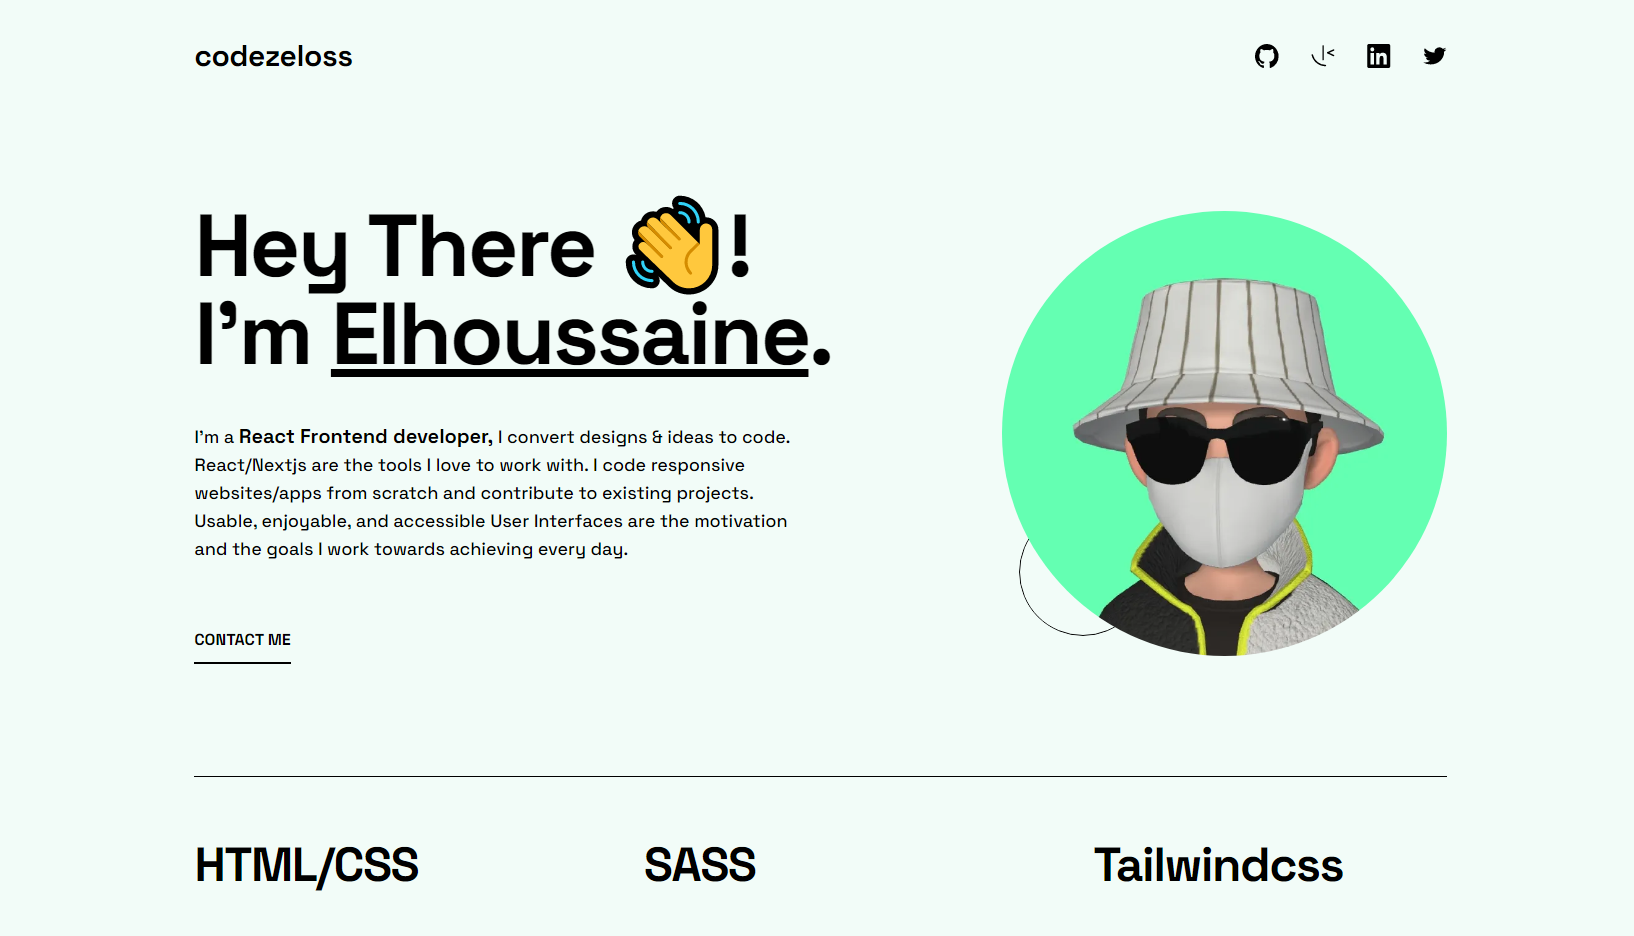 codezeloss
Hey There 👋!
I’m Elhoussaine.
I’m a React Frontend developer, I convert designs & ideas to code.
React/Nextjs are the tools I love to work with. I code responsive
websites/apps from scratch and contribute to existing projects.
Usable, enjoyable, and accessible User Interfaces are the motivation
and the goals I work towards achieving every day.
CONTACT ME
HTML/CSS
SASS
Tailwindcss